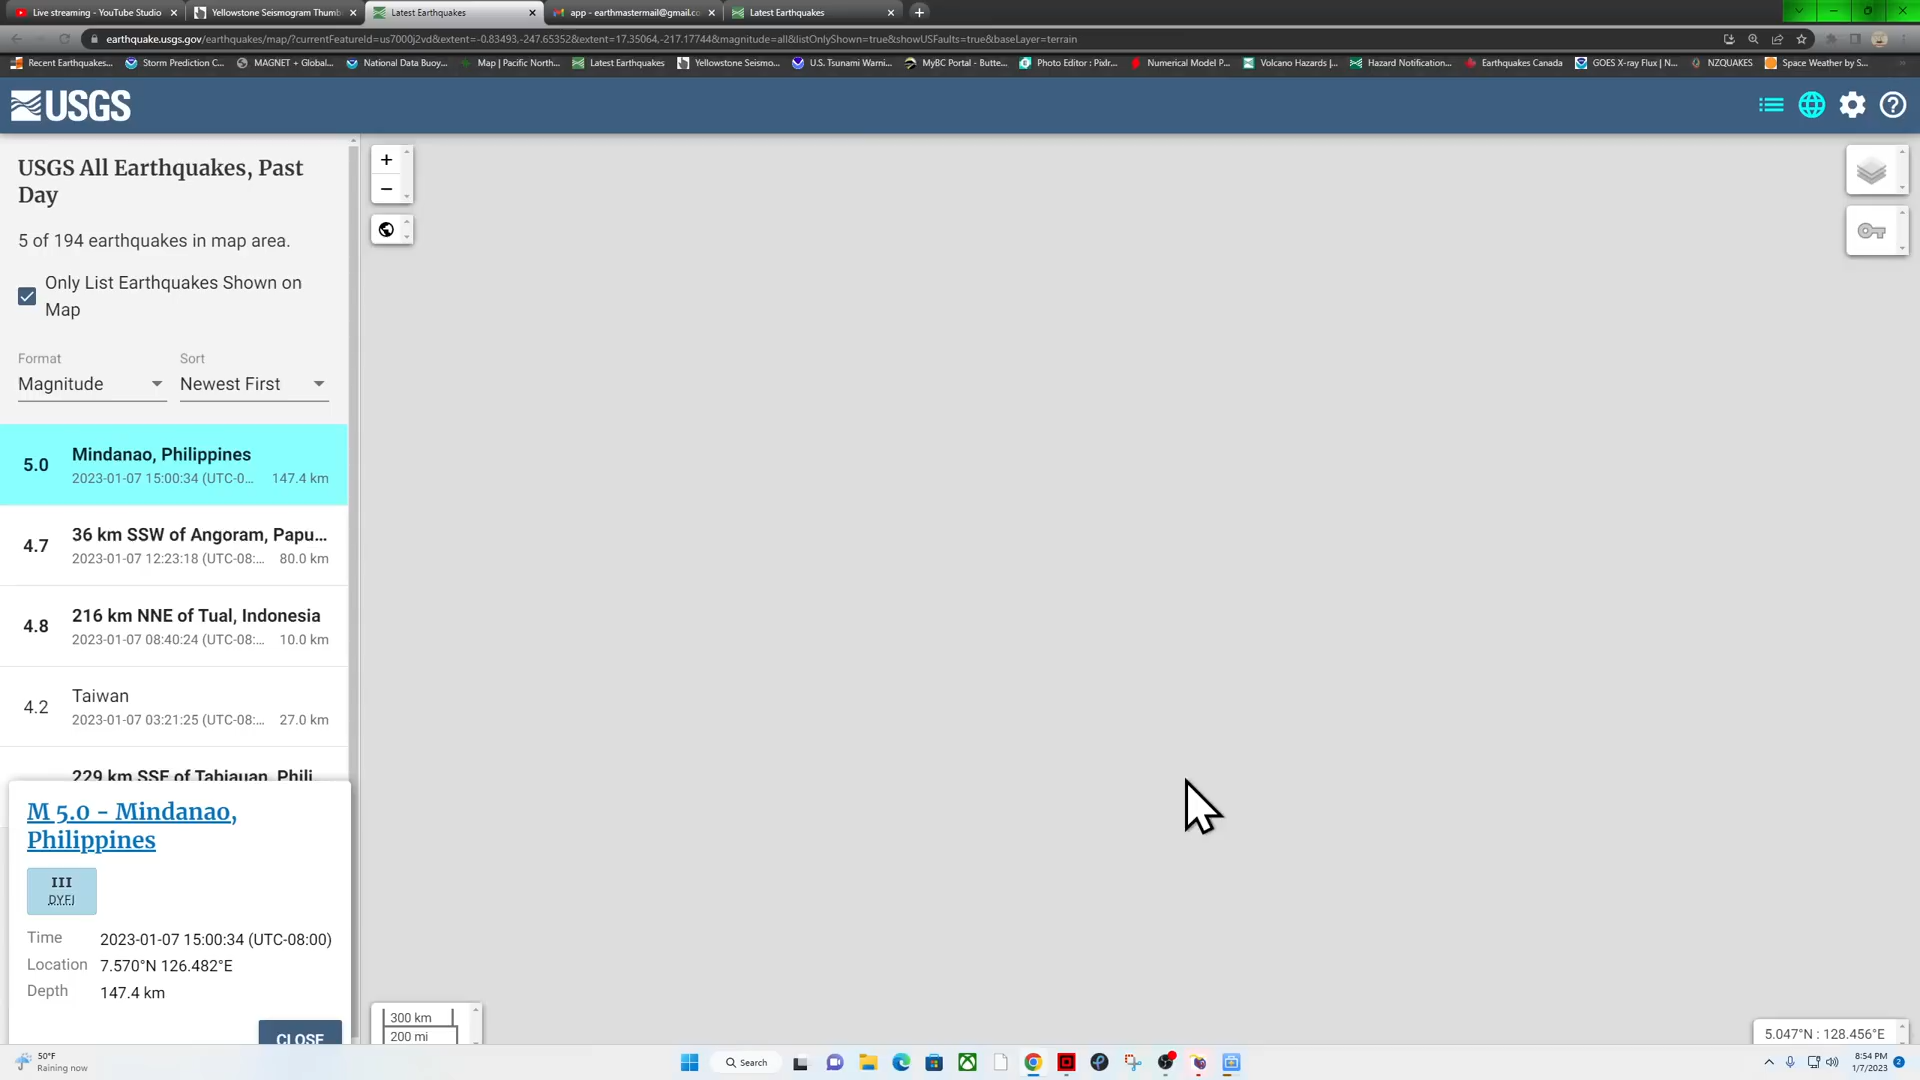 Live streaming - YouTube Studio
Yellowstone Seismogram Thumb
Latest Earthquakes
app - earthmastermail@gmail.co
Latest Earthquakes
earthquake.usgs.gov/earthquakes/map/?currentFeatureId=us7000j2vd&extent=-0.83493,-247.65352&extent=17.35064,-217.17744&magnitude=all&listOnlyShown=true&showUSFaults=true&baseLayer=terrain
Recent Earthquakes...
Storm Prediction C...
MAGNET + Global...
National Data Buoy...
Map | Pacific North...
Latest Earthquakes
Yellowstone Seismo...
U.S. Tsunami Warni...
MyBC Portal - Butte...
Photo Editor : Pixlr...
Numerical Model P...
Volcano Hazards |...
Hazard Notification...
Earthquakes Canada
GOES X-ray Flux | N...
NZQUAKES
Space Weather by S...
USGS
USGS All Earthquakes, Past
Day
5 of 194 earthquakes in map area.
Only List Earthquakes Shown on
Map
Format
Sort
Magnitude
Newest First
5.0
Mindanao, Philippines
2023-01-07 15:00:34 (UTC-0... 147.4 km
4.7
36 km SSW of Angoram, Papu...
2023-01-07 12:23:18 (UTC-08:... 80.0 km
4.8
216 km NNE of Tual, Indonesia
2023-01-07 08:40:24 (UTC-08:... 10.0 km
4.2
Taiwan
2023-01-07 03:21:25 (UTC-08:... 27.0 km
229 km SSE of Tabiauan, Phili
M 5.0 - Mindanao,
Philippines
III
DYFI
Time 2023-01-07 15:00:34 (UTC-08:00)
Location 7.570°N 126.482°E
Depth 147.4 km
CLOSE
+
−
300 km
200 mi
5.047°N : 128.456°E
50°F
Raining now
Search
8:54 PM
1/7/2023
2